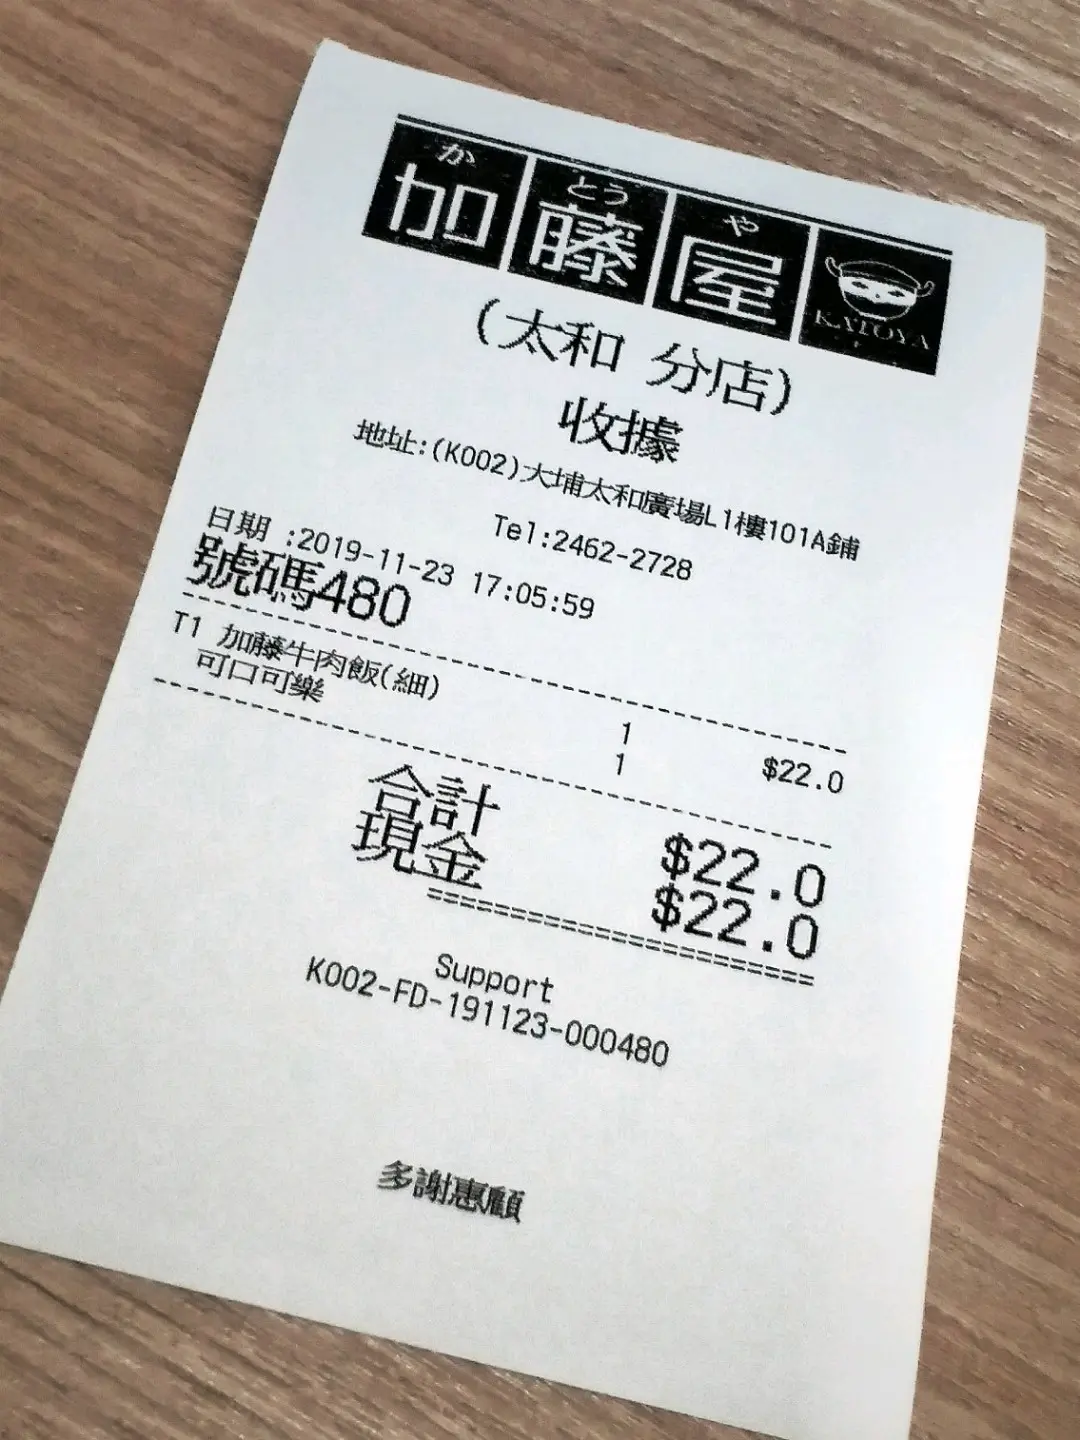 か とう や
加藤屋
KATOYA
(太和 分店)
收據
地址:(K002)大埔太和廣場L1樓101A鋪
Tel:2462-2728
日期 :2019-11-23 17:05:59
號碼480
T1 加藤牛肉飯(細) 1 $22.0
可口可樂 1
合計 $22.0
現金 $22.0
Support
K002-FD-191123-000480
多謝惠顧